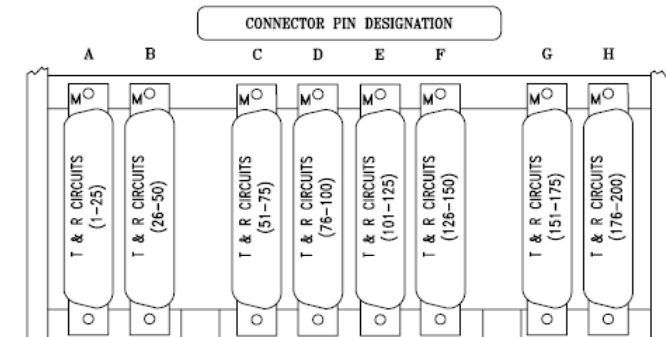 CONNECTOR PIN DESIGNATION
A B C D E F G H
M M M M M M M M
T & R CIRCUITS
(1-25)
T & R CIRCUITS
(26-50)
T & R CIRCUITS
(51-75)
T & R CIRCUITS
(76-100)
T & R CIRCUITS
(101-125)
T & R CIRCUITS
(126-150)
T & R CIRCUITS
(151-175)
T & R CIRCUITS
(176-200)